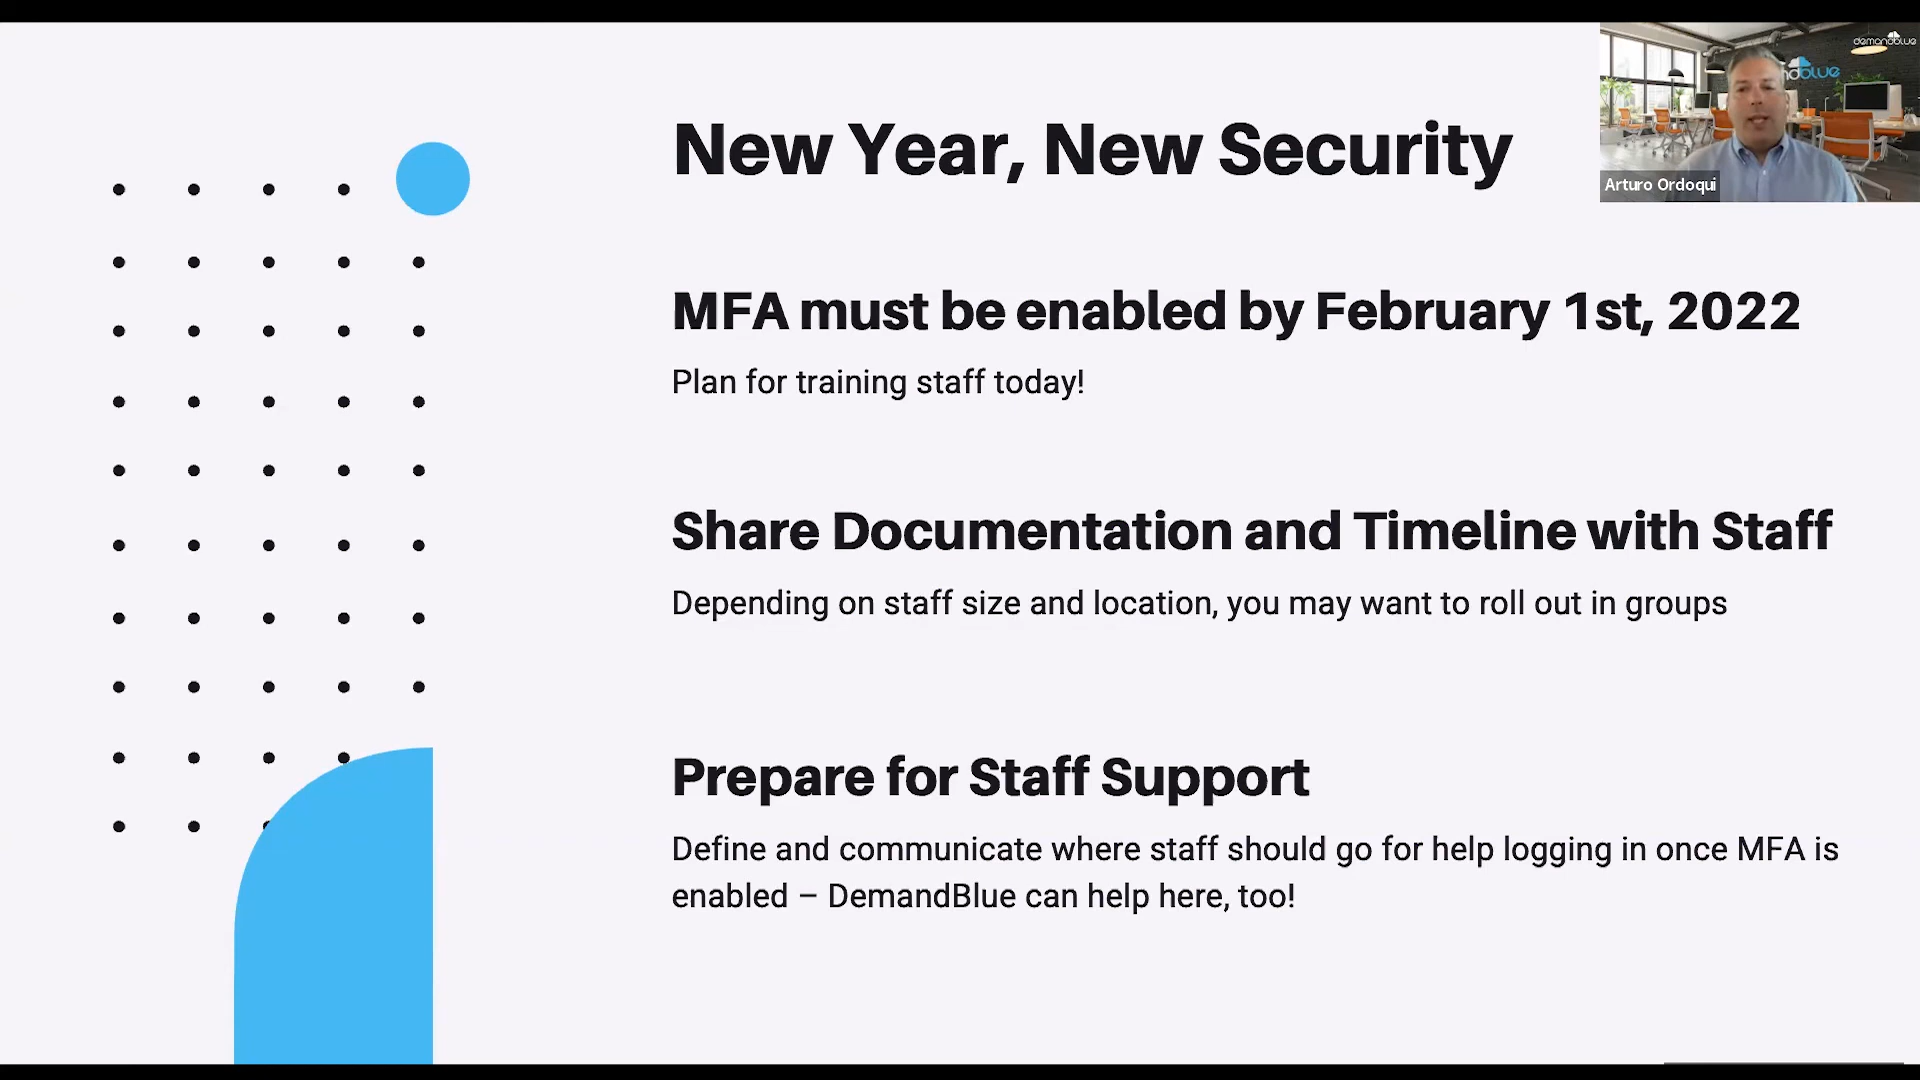 New Year, New Security
demandblue
ndblue
Arturo Ordoqui
MFA must be enabled by February 1st, 2022
Plan for training staff today!
Share Documentation and Timeline with Staff
Depending on staff size and location, you may want to roll out in groups
Prepare for Staff Support
Define and communicate where staff should go for help logging in once MFA is
enabled – DemandBlue can help here, too!